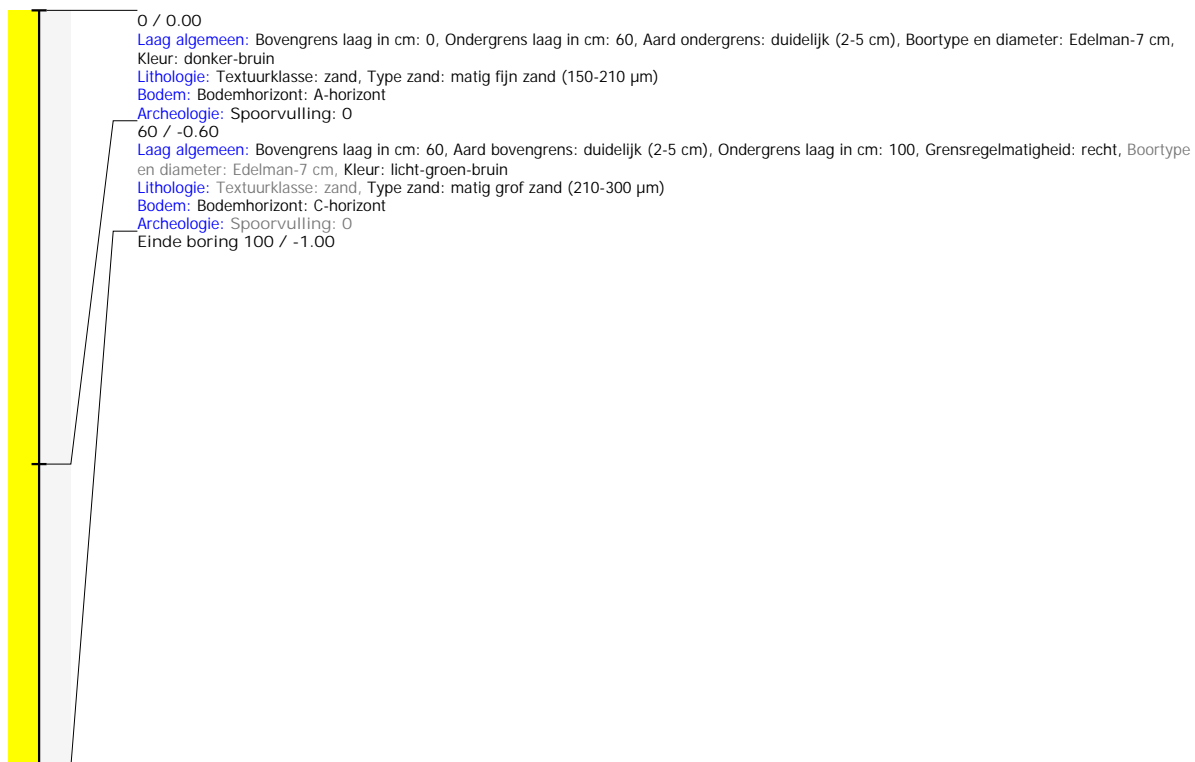 0 / 0.00
Laag algemeen: Bovengrens laag in cm: 0, Ondergrens laag in cm: 60, Aard ondergrens: duidelijk (2-5 cm), Boortype en diameter: Edelman-7 cm,
Kleur: donker-bruin
Lithologie: Textuurklasse: zand, Type zand: matig fijn zand (150-210 µm)
Bodem: Bodemhorizont: A-horizont
Archeologie: Spoorvulling: 0
60 / -0.60
Laag algemeen: Bovengrens laag in cm: 60, Aard bovengrens: duidelijk (2-5 cm), Ondergrens laag in cm: 100, Grensregelmatigheid: recht, Boortype
en diameter: Edelman-7 cm, Kleur: licht-groen-bruin
Lithologie: Textuurklasse: zand, Type zand: matig grof zand (210-300 µm)
Bodem: Bodemhorizont: C-horizont
Archeologie: Spoorvulling: 0
Einde boring 100 / -1.00